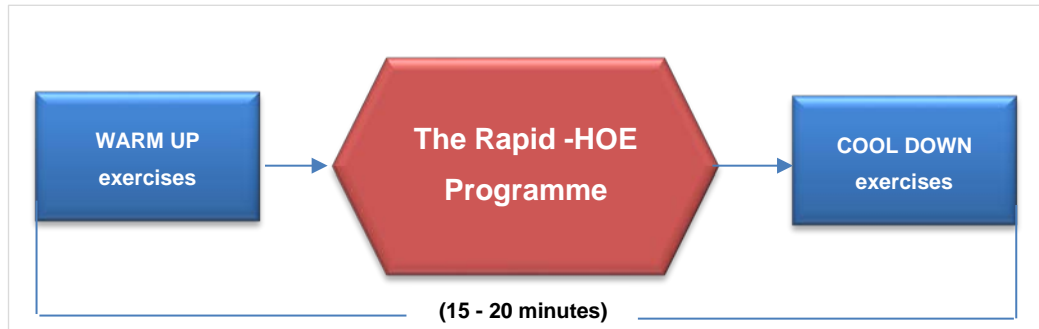 WARM UP
exercises
The Rapid -HOE
Programme
COOL DOWN
exercises
(15 - 20 minutes)